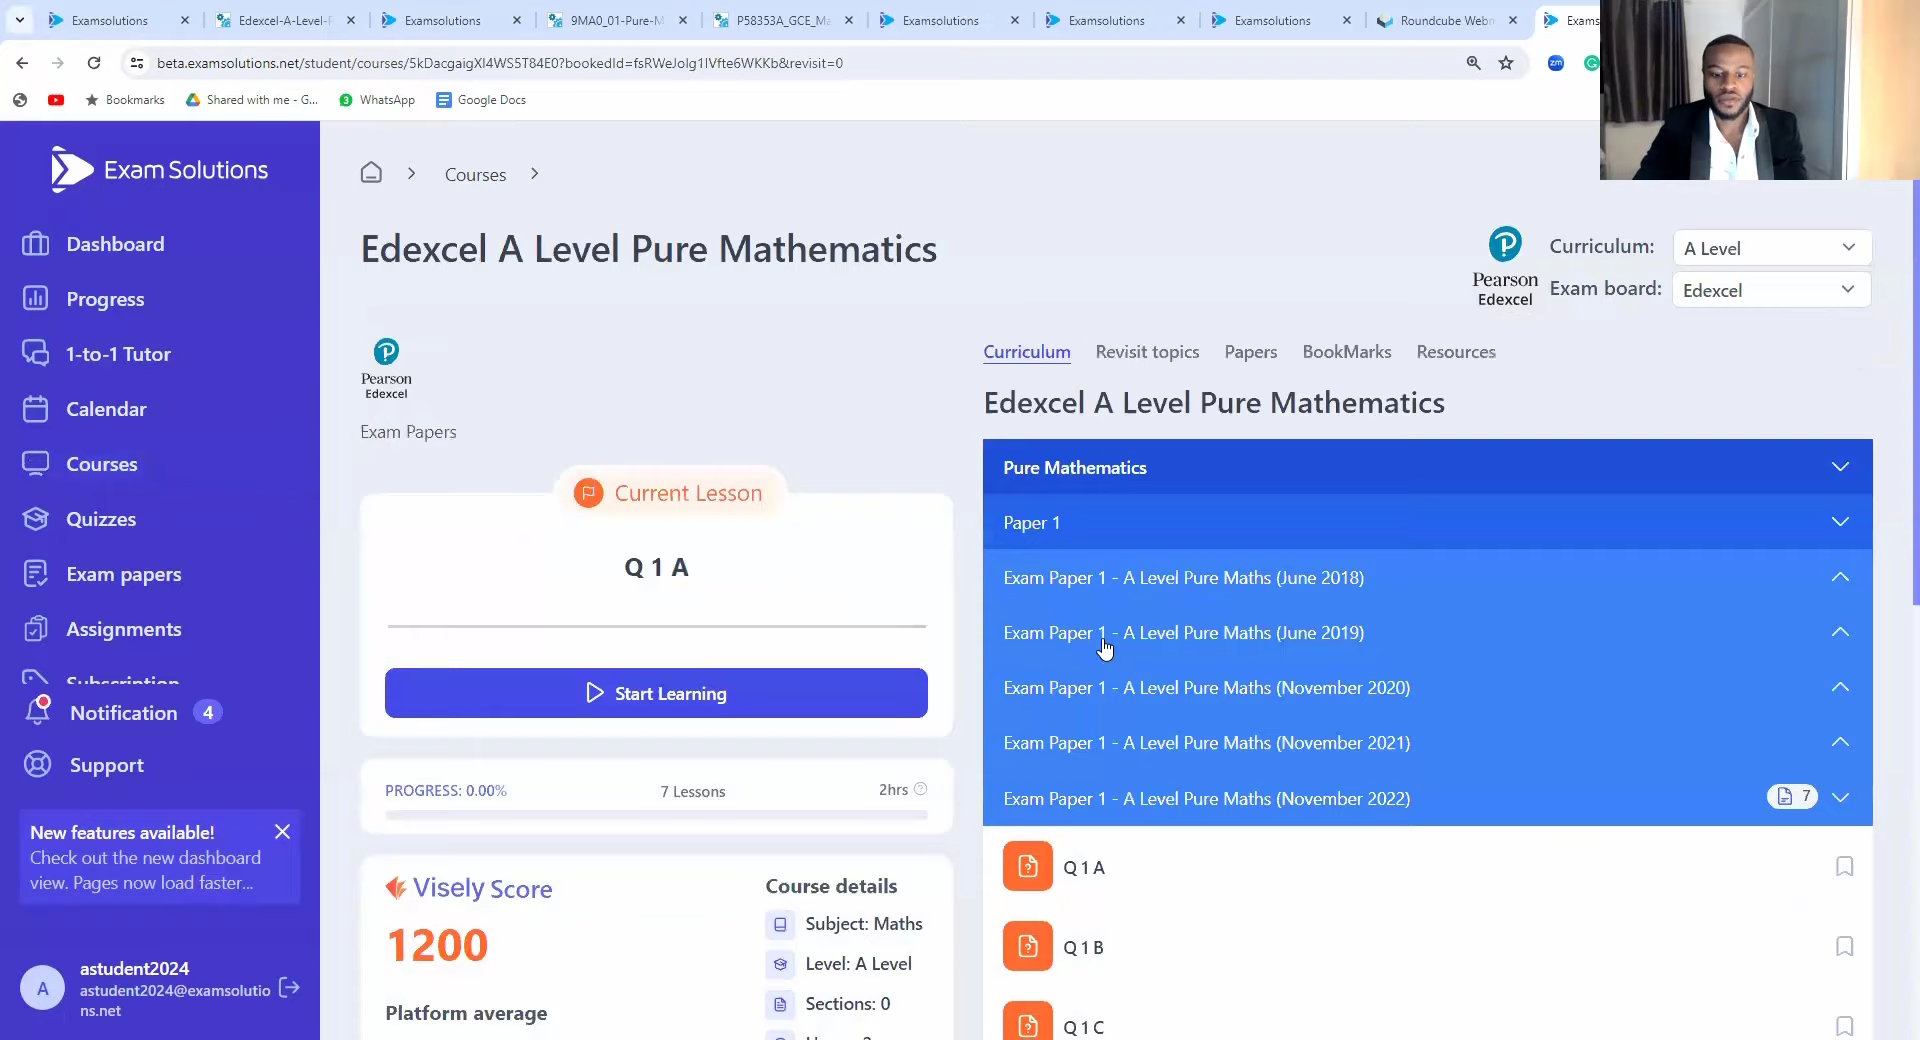 Examsolutions
Edexcel-A-Level-
Examsolutions
9MA0_01-Pure-M
P58353A_GCE_Ma
Examsolutions
Examsolutions
Examsolutions
Roundcube Webm
Exams
beta.examsolutions.net/student/courses/5kDacgaigXl4WS5T84E0?bookedId=fsRWeJoIg1IVfte6WKKb&revisit=0
zm
Bookmarks
Shared with me - G...
3
WhatsApp
Google Docs
Exam Solutions
Dashboard
Progress
1-to-1 Tutor
Calendar
Courses
Quizzes
Exam papers
Assignments
Subscription
Notification 4
Support
New features available!
Check out the new dashboard
view. Pages now load faster...
A
astudent2024
astudent2024@examsolutio
ns.net
Courses
Edexcel A Level Pure Mathematics
Pearson
Edexcel
Curriculum: A Level
Exam board: Edexcel
Pearson
Edexcel
Exam Papers
Current Lesson
Q 1 A
Start Learning
PROGRESS: 0.00%
7 Lessons
2hrs
Visely Score
1200
Platform average
Course details
Subject: Maths
Level: A Level
Sections: 0
Curriculum
Revisit topics
Papers
BookMarks
Resources
Edexcel A Level Pure Mathematics
Pure Mathematics
Paper 1
Exam Paper 1 - A Level Pure Maths (June 2018)
Exam Paper 1 - A Level Pure Maths (June 2019)
Exam Paper 1 - A Level Pure Maths (November 2020)
Exam Paper 1 - A Level Pure Maths (November 2021)
Exam Paper 1 - A Level Pure Maths (November 2022) 7
Q 1 A
Q 1 B
Q 1 C